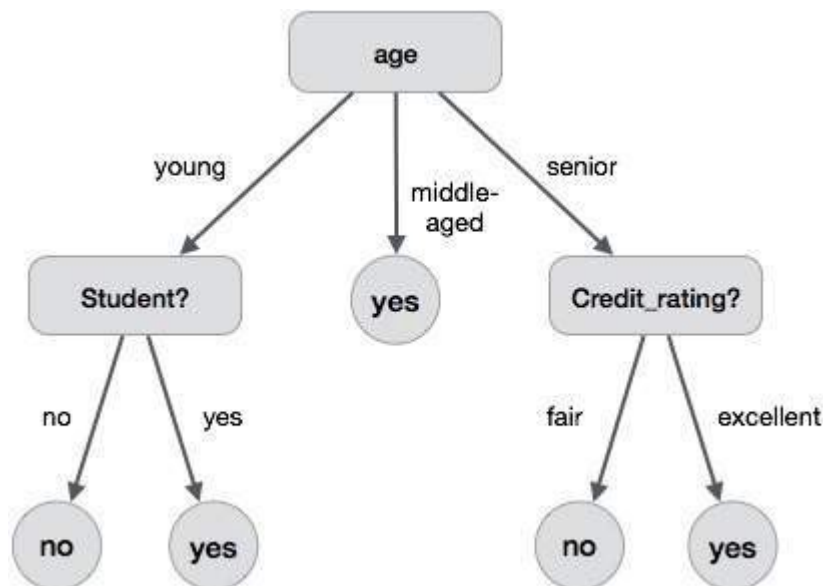 age
young
middle-
aged
senior
Student?
yes
Credit_rating?
no
yes
fair
excellent
no
yes
no
yes